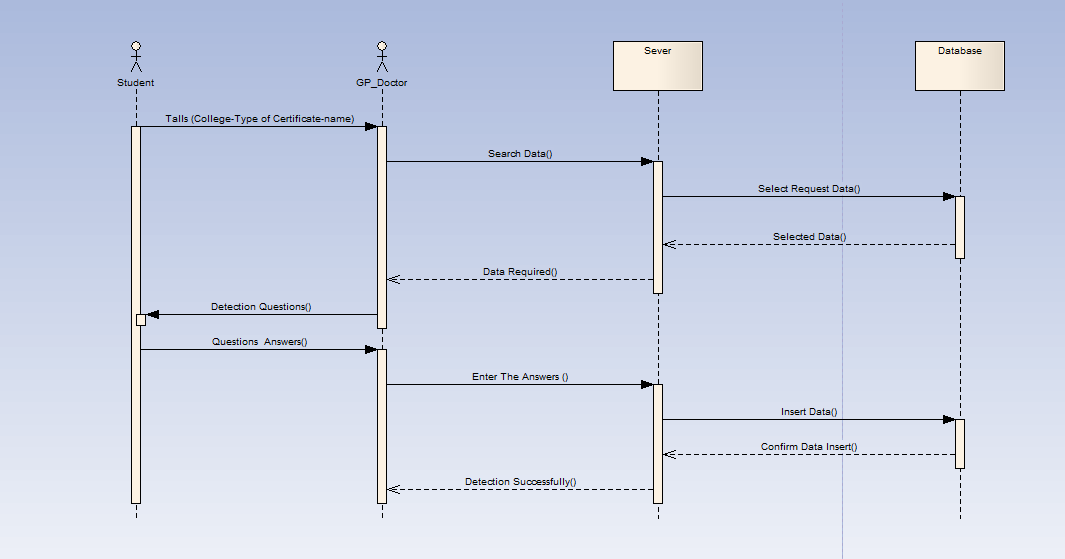 Student
GP_Doctor
Sever
Database
Talls (College-Type of Certificate-name)
Search Data()
Select Request Data()
Selected Data()
Data Required()
Detection Questions()
Questions  Answers()
Enter The Answers ()
Insert Data()
Confirm Data Insert()
Detection Successfully()